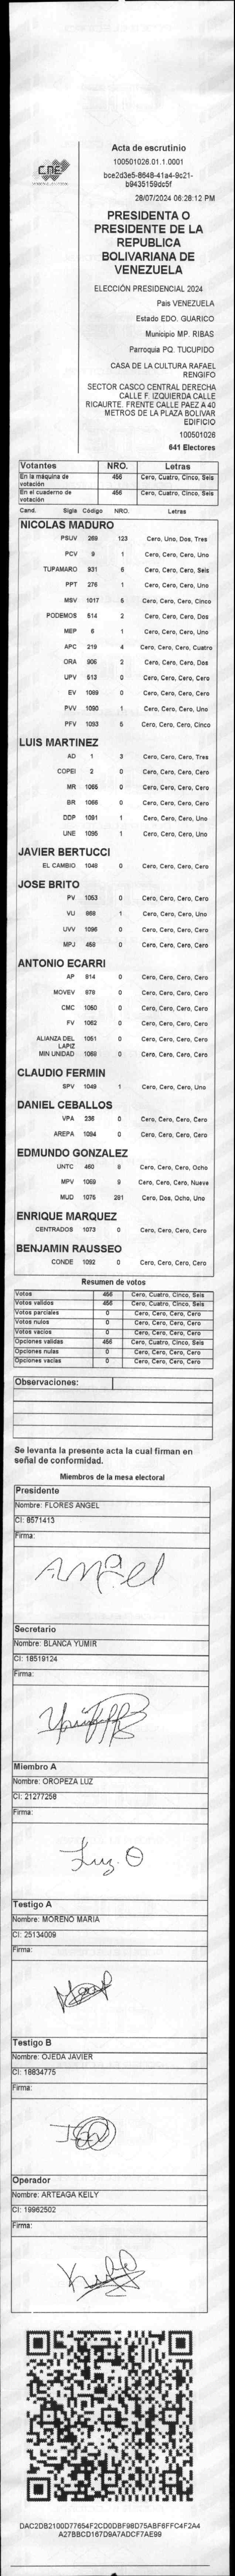 CNE
Acta de escrutinio
100501026.01.1.0001
bce2d3e5-8648-41a4-9c21-
b9435159dc5f
28/07/2024 06:28:12 PM
PRESIDENTA O
PRESIDENTE DE LA
REPUBLICA
BOLIVARIANA DE
VENEZUELA
ELECCIÓN PRESIDENCIAL 2024
País VENEZUELA
Estado EDO. GUARICO
Municipio MP. RIBAS
Parroquia PQ. TUCUPIDO
CASA DE LA CULTURA RAFAEL
RENGIFO
SECTOR CASCO CENTRAL DERECHA
CALLE F. IZQUIERDA CALLE
RICAURTE. FRENTE CALLE PAEZ A 40
METROS DE LA PLAZA BOLIVAR
EDIFICIO
100501026
641 Electores
Votantes NRO. Letras
En la máquina de votación 456 Cero, Cuatro, Cinco, Seis
En el cuaderno de votación 456 Cero, Cuatro, Cinco, Seis
Cand. Sigla Código NRO. Letras
NICOLAS MADURO
PSUV 269 123 Cero, Uno, Dos, Tres
PCV 9 1 Cero, Cero, Cero, Uno
TUPAMARO 931 6 Cero, Cero, Cero, Seis
PPT 276 1 Cero, Cero, Cero, Uno
MSV 1017 5 Cero, Cero, Cero, Cinco
PODEMOS 514 2 Cero, Cero, Cero, Dos
MEP 6 1 Cero, Cero, Cero, Uno
APC 219 4 Cero, Cero, Cero, Cuatro
ORA 906 2 Cero, Cero, Cero, Dos
UPV 513 0 Cero, Cero, Cero, Cero
EV 1089 0 Cero, Cero, Cero, Cero
PVV 1090 1 Cero, Cero, Cero, Uno
PFV 1093 5 Cero, Cero, Cero, Cinco
LUIS MARTINEZ
AD 1 3 Cero, Cero, Cero, Tres
COPEI 2 0 Cero, Cero, Cero, Cero
MR 1065 0 Cero, Cero, Cero, Cero
BR 1066 0 Cero, Cero, Cero, Cero
DDP 1091 1 Cero, Cero, Cero, Uno
UNE 1095 1 Cero, Cero, Cero, Uno
JAVIER BERTUCCI
EL CAMBIO 1048 0 Cero, Cero, Cero, Cero
JOSE BRITO
PV 1053 0 Cero, Cero, Cero, Cero
VU 968 1 Cero, Cero, Cero, Uno
UVV 1096 0 Cero, Cero, Cero, Cero
MPJ 458 0 Cero, Cero, Cero, Cero
ANTONIO ECARRI
AP 914 0 Cero, Cero, Cero, Cero
MOVEV 979 0 Cero, Cero, Cero, Cero
CMC 1050 0 Cero, Cero, Cero, Cero
FV 1062 0 Cero, Cero, Cero, Cero
ALIANZA DEL LAPIZ 1051 0 Cero, Cero, Cero, Cero
MIN UNIDAD 1068 0 Cero, Cero, Cero, Cero
CLAUDIO FERMIN
SPV 1049 1 Cero, Cero, Cero, Uno
DANIEL CEBALLOS
VPA 236 0 Cero, Cero, Cero, Cero
AREPA 1094 0 Cero, Cero, Cero, Cero
EDMUNDO GONZALEZ
UNTC 460 8 Cero, Cero, Cero, Ocho
MPV 1069 9 Cero, Cero, Cero, Nueve
MUD 1075 281 Cero, Dos, Ocho, Uno
ENRIQUE MARQUEZ
CENTRADOS 1073 0 Cero, Cero, Cero, Cero
BENJAMIN RAUSSEO
CONDE 1092 0 Cero, Cero, Cero, Cero
Resumen de votos
Votos 456 Cero, Cuatro, Cinco, Seis
Votos validos 456 Cero, Cuatro, Cinco, Seis
Votos parciales 0 Cero, Cero, Cero, Cero
Votos nulos 0 Cero, Cero, Cero, Cero
Votos vacios 0 Cero, Cero, Cero, Cero
Opciones validas 456 Cero, Cuatro, Cinco, Seis
Opciones nulas 0 Cero, Cero, Cero, Cero
Opciones vacias 0 Cero, Cero, Cero, Cero
Observaciones:
Se levanta la presente acta la cual firman en
señal de conformidad.
Miembros de la mesa electoral
Presidente
Nombre: FLORES ANGEL
CI: 8571413
Firma:
Angel
Secretario
Nombre: BLANCA YUMIR
CI: 18519124
Firma:
Miembro A
Nombre: OROPEZA LUZ
CI: 21277258
Firma:
Luz. O
Testigo A
Nombre: MORENO MARIA
CI: 25134009
Firma:
Testigo B
Nombre: OJEDA JAVIER
CI: 18834775
Firma:
Operador
Nombre: ARTEAGA KEILY
CI: 19962502
Firma:
DAC2DB2100D77654F2CD0DBF98D75ABF6FFC4F2A4
A27BBCD167D9A7ADCF7AE99